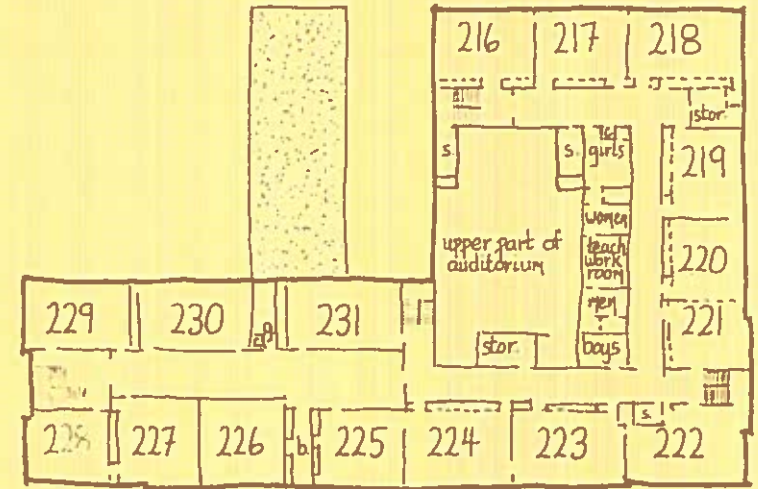 216 217 218
stor.
s. s. girls 219
women
upper part of
auditorium
teach
work
room
220
men
221
stor. boys
229 230 a. 231
s.
228 227 226 b. 225 224 223 222